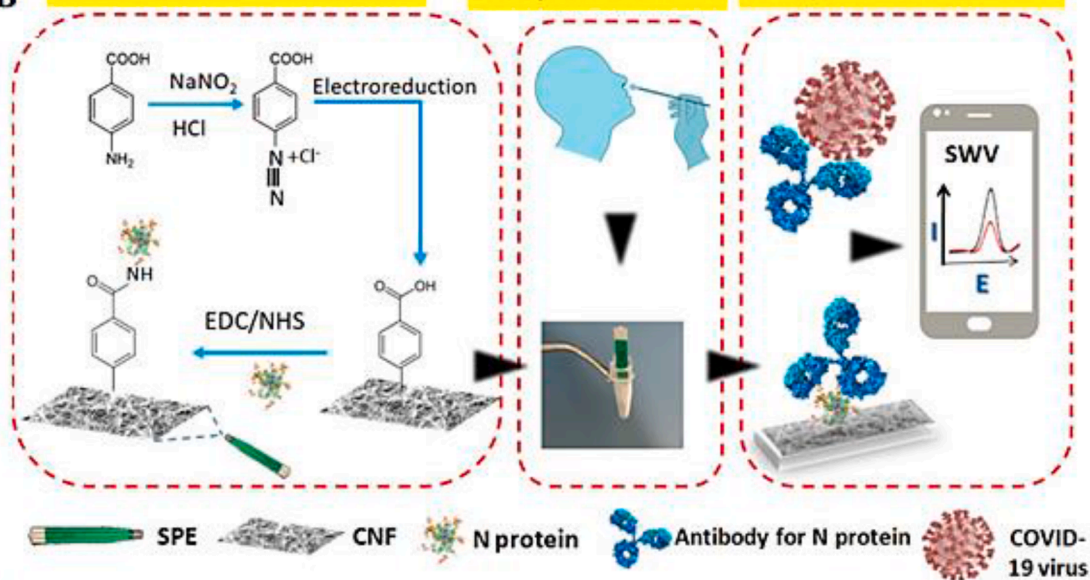 B
COOH
NaNO2
HCl
NH2
COOH
N+Cl-
N
Electroreduction
NH
O
EDC/NHS
O
OH
SWV
I
E
SPE
CNF
N protein
Antibody for N protein
COVID-
19 virus